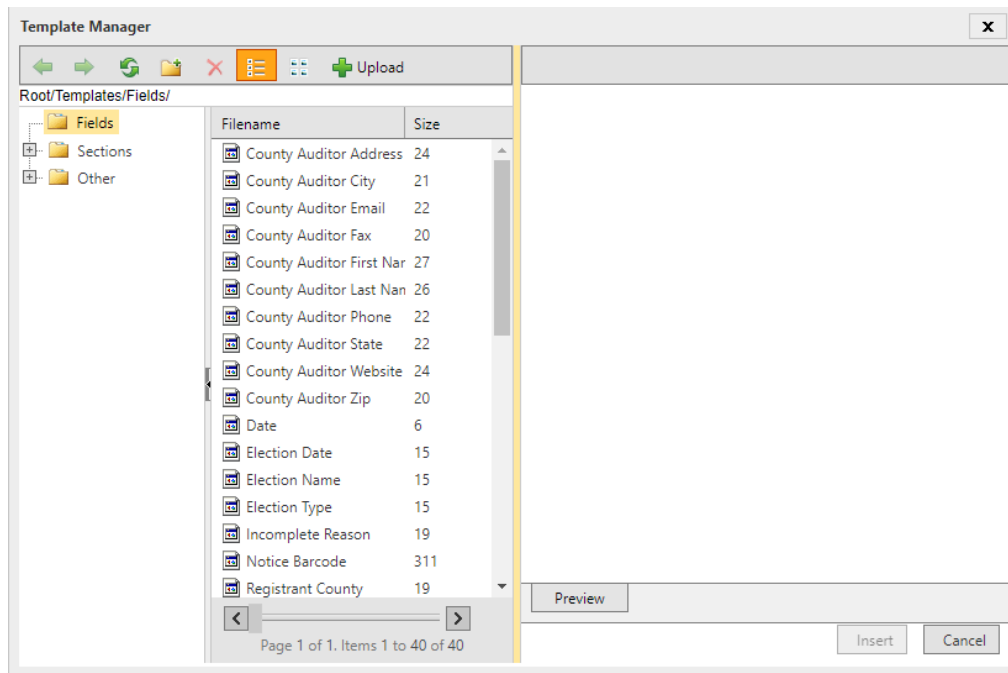 Template Manager
x
Upload
Root/Templates/Fields/
Fields
Sections
Other
Filename Size
County Auditor Address 24
County Auditor City 21
County Auditor Email 22
County Auditor Fax 20
County Auditor First Nar 27
County Auditor Last Nan 26
County Auditor Phone 22
County Auditor State 22
County Auditor Website 24
County Auditor Zip 20
Date 6
Election Date 15
Election Name 15
Election Type 15
Incomplete Reason 19
Notice Barcode 311
Registrant County 19
Page 1 of 1. Items 1 to 40 of 40
Preview
Insert Cancel